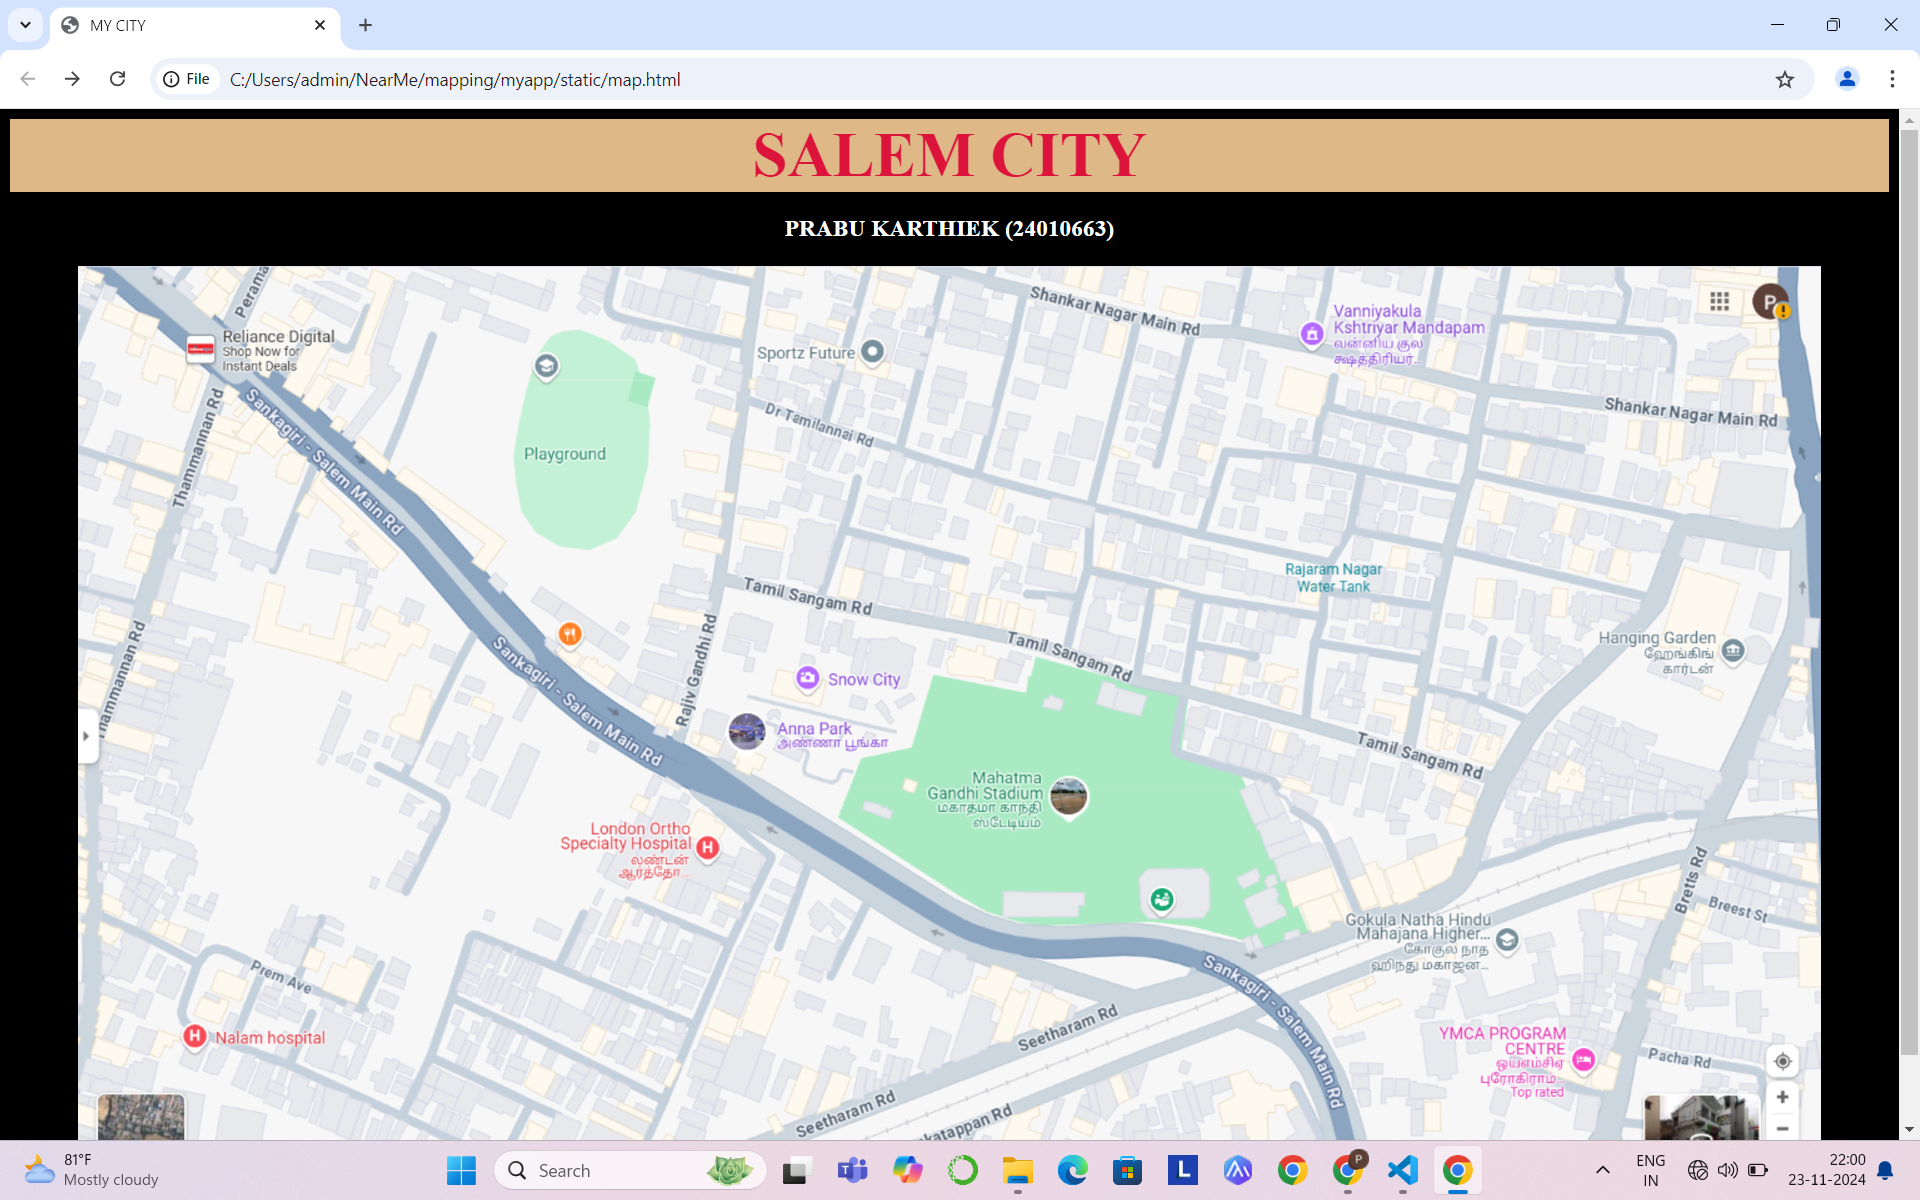 MY CITY
File
C:/Users/admin/NearMe/mapping/myapp/static/map.html
SALEM CITY
PRABU KARTHIEK (24010663)
Perama
Shankar Nagar Main Rd
Vanniyakula
Kshtriyar Mandapam
வன்னிய குல
க்ஷத்திரியர்...
P
Reliance Digital
Shop Now for
Instant Deals
Sportz Future
Shankar Nagar Main Rd
Thammannan Rd
Sankagiri - Salem Main Rd
Dr Tamilannai Rd
Playground
Rajaram Nagar
Water Tank
Tamil Sangam Rd
Tamil Sangam Rd
Hanging Garden
ஹேங்கிங்
கார்டன்
hammannan Rd
Sankagiri - Salem Main Rd
Rajiv Gandhi Rd
Snow City
Anna Park
அண்ணா பூங்கா
Tamil Sangam Rd
Mahatma
Gandhi Stadium
மகாத்மா காந்தி
ஸ்டேடியம்
London Ortho
Specialty Hospital
லண்டன்
ஆர்த்தோ...
Bretts Rd
Breest St
Gokula Natha Hindu
Mahajana Higher...
கோகுல நாத
ஹிந்து மகாஜன...
Prem Ave
Sankagiri - Salem Main Rd
Seetharam Rd
Nalam hospital
YMCA PROGRAM
CENTRE
ஒய்எம்சிஏ
புரோகிராம்...
Top rated
Pacha Rd
Seetharam Rd
katappan Rd
81°F
Mostly cloudy
Search
ENG
IN
22:00
23-11-2024